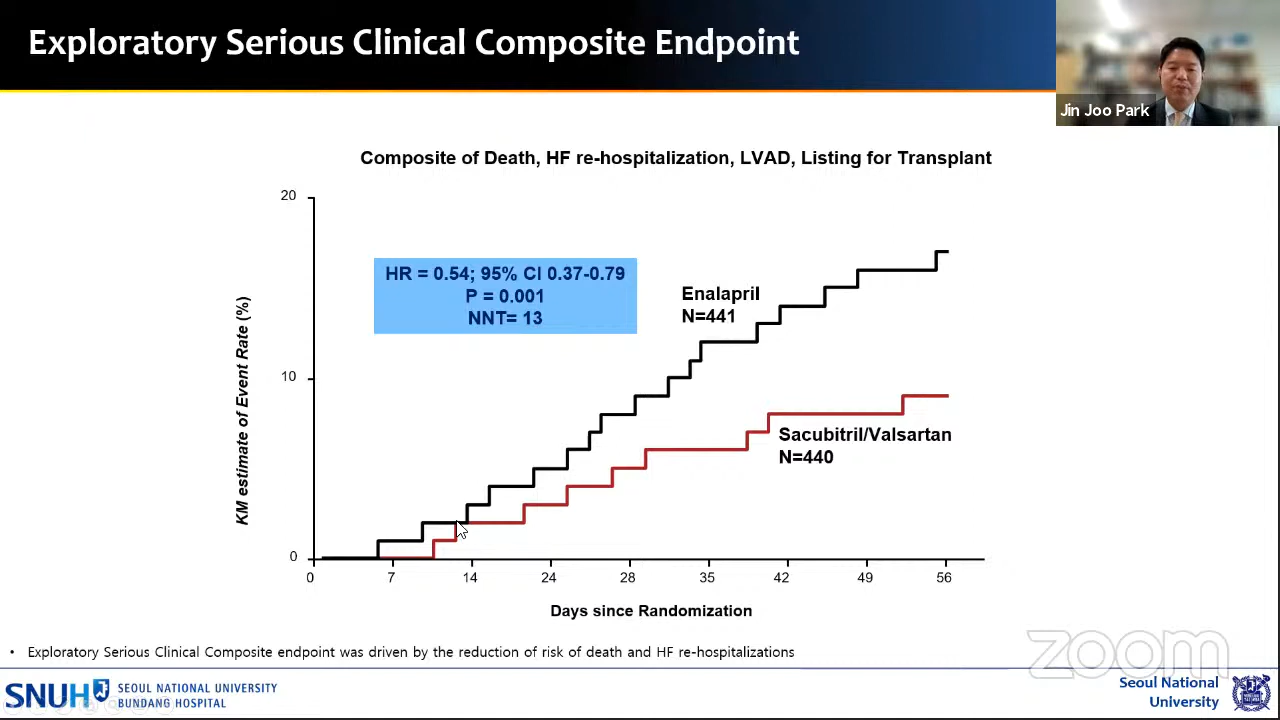 Exploratory Serious Clinical Composite Endpoint
Jin Joo Park
Composite of Death, HF re-hospitalization, LVAD, Listing for Transplant
20
10
0
KM estimate of Event Rate (%)
HR = 0.54; 95% CI 0.37-0.79
P = 0.001
NNT= 13
Enalapril
N=441
Sacubitril/Valsartan
N=440
0 7 14 24 28 35 42 49 56
Days since Randomization
• Exploratory Serious Clinical Composite endpoint was driven by the reduction of risk of death and HF re-hospitalizations
zoom
SNUH
SEOUL NATIONAL UNIVERSITY
BUNDANG HOSPITAL
Seoul National
University